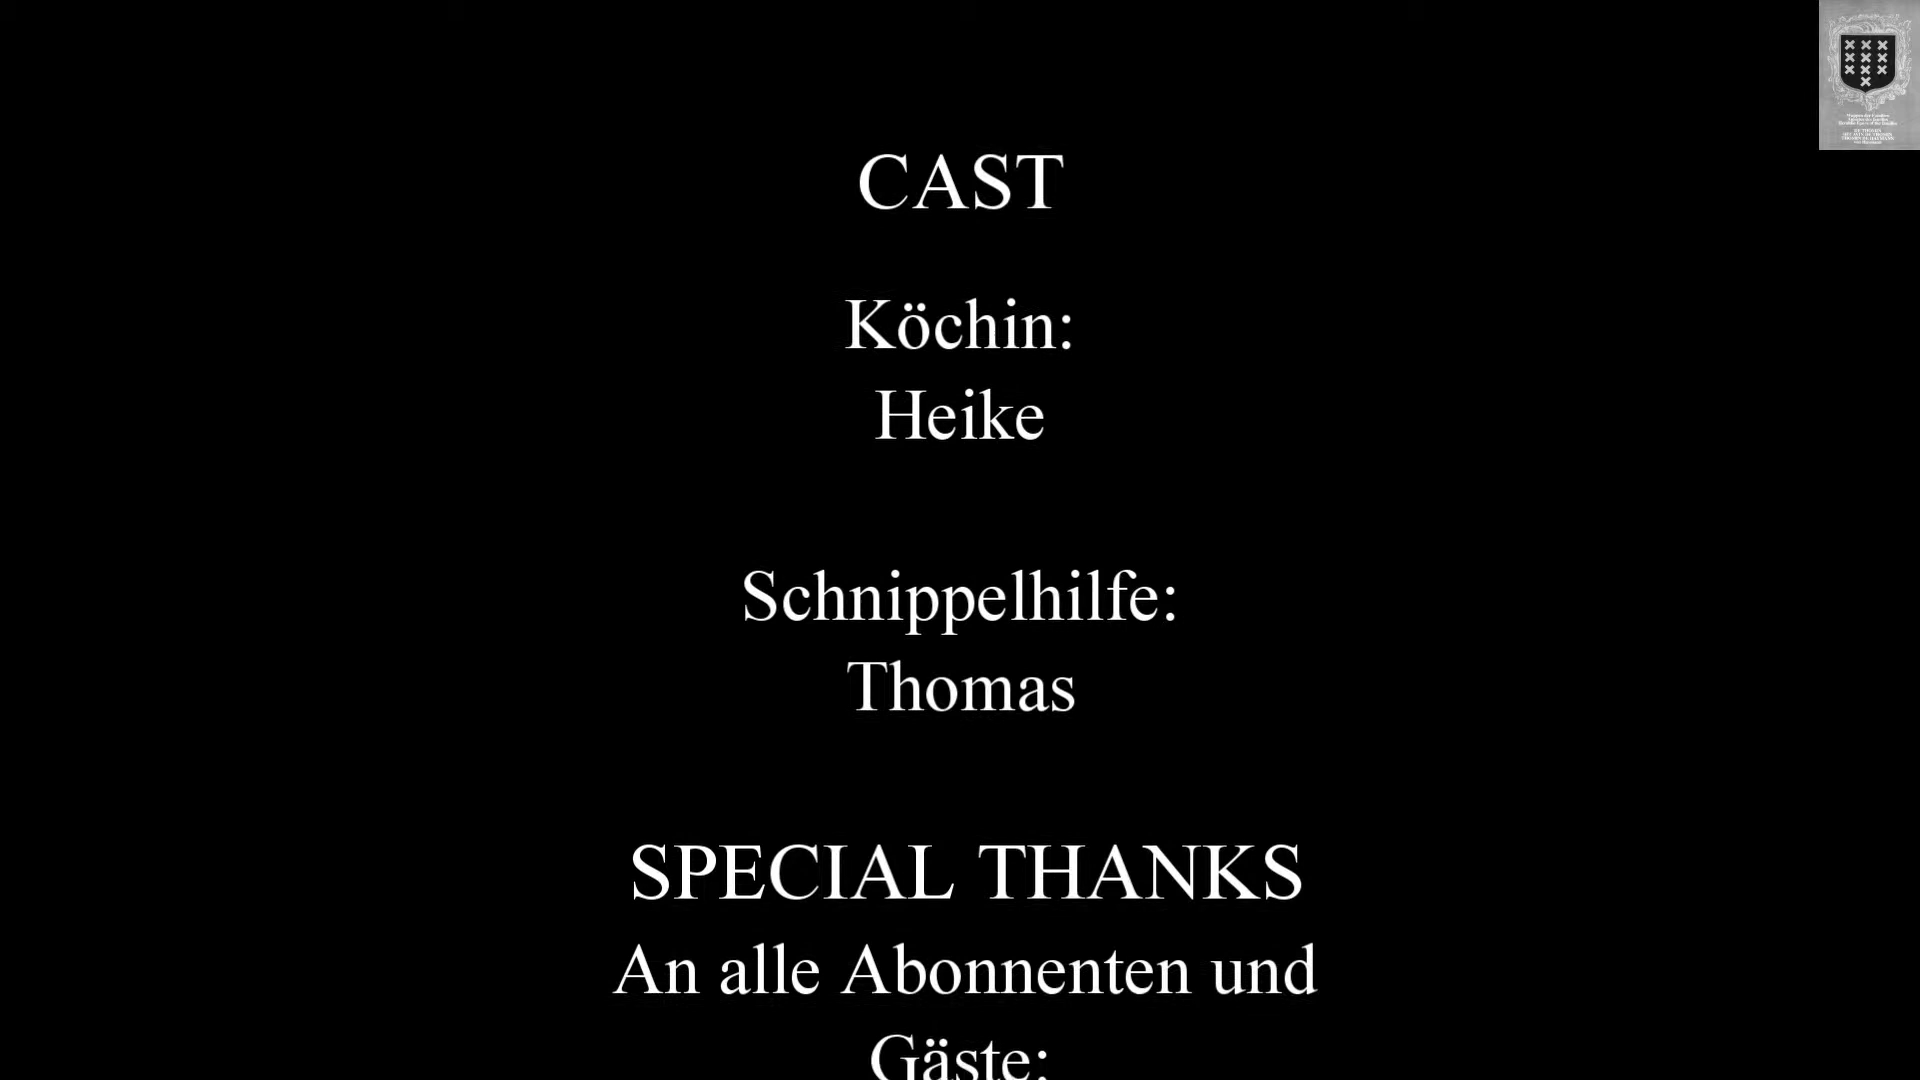 CAST
Köchin:
Heike
Schnippelhilfe:
Thomas
SPECIAL THANKS
An alle Abonnenten und
Gäste: